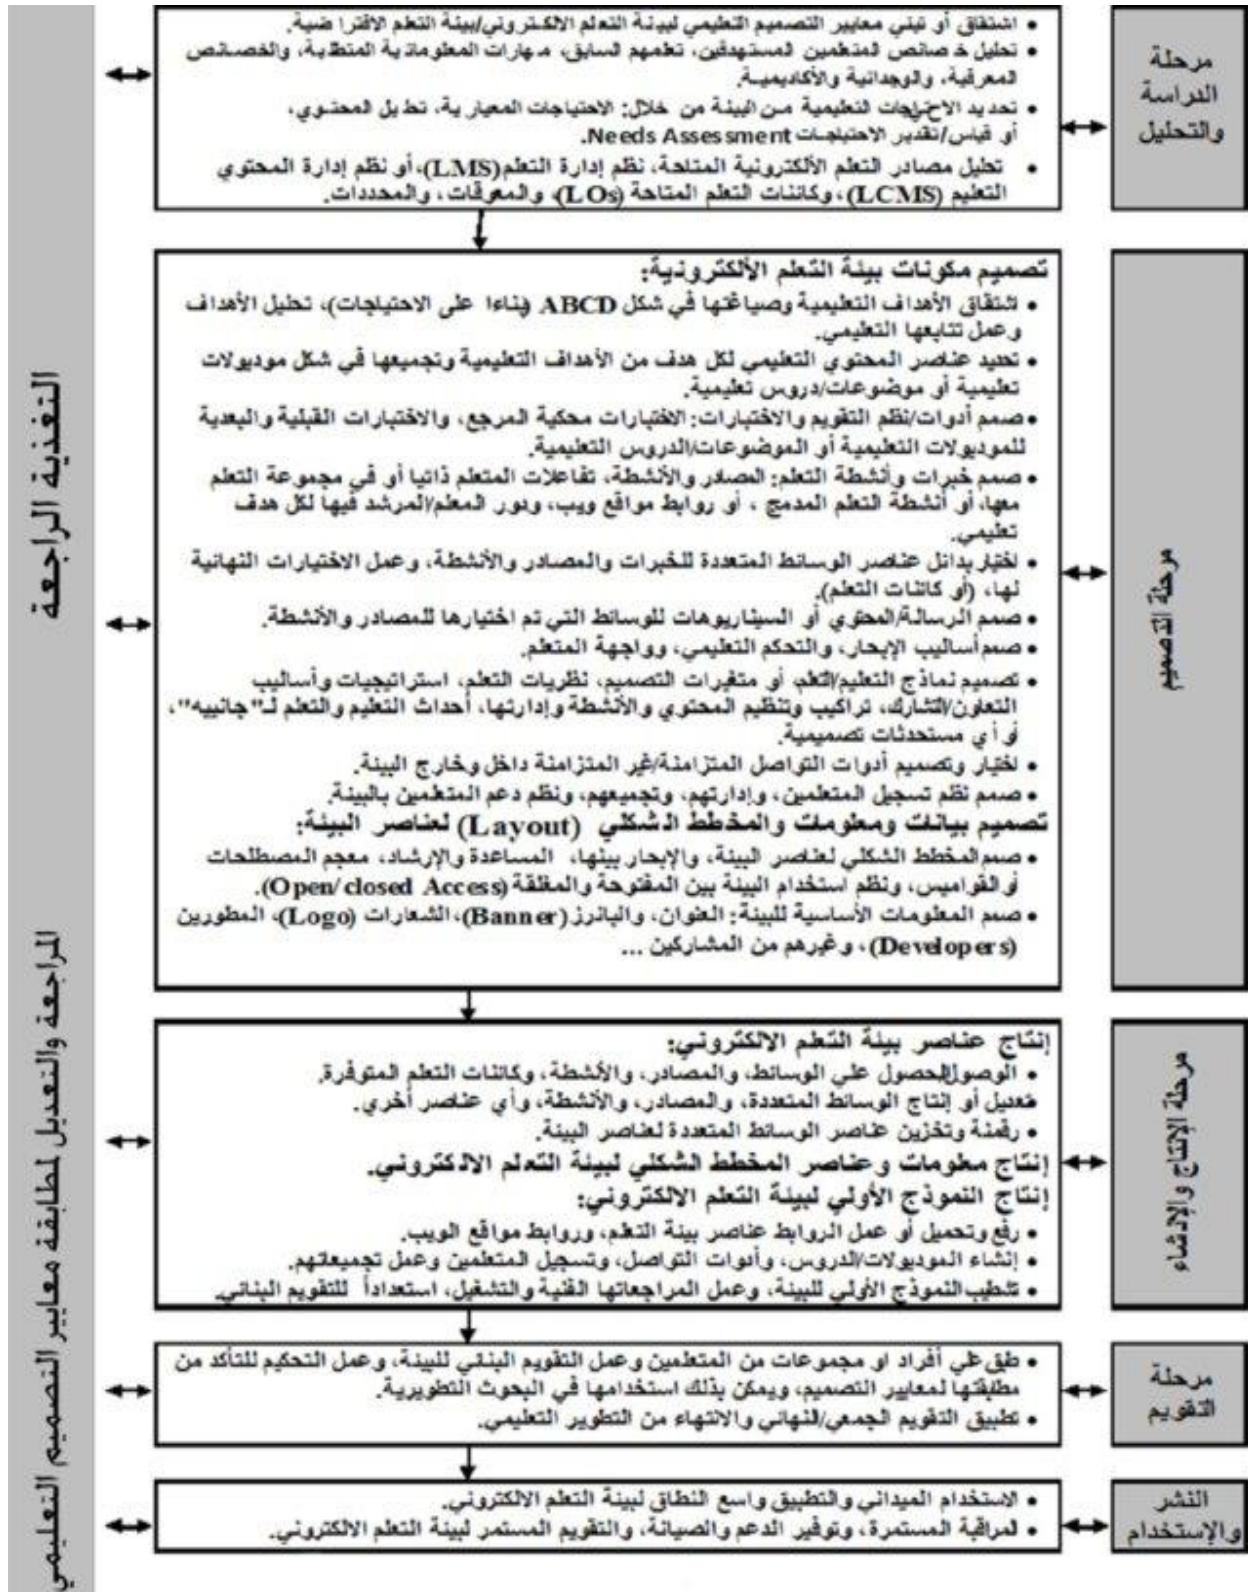 مرحلة
الدراسة
والتحليل
• اشتقاق أو تبني معايير التصميم التعليمي لبيئة التعلم الالكتروني/بيئة التعلم الافتراضية.
• تحليل خصائص المتعلمين المستهدفين، تعلمهم السابق، مهارات المعلوماتية المتطلبة، والخصائص
المعرفية، والوجدانية والأكاديمية.
• تحديد الاحتياجات التعليمية من البيئة من خلال: الاحتياجات المعيارية، تحليل المحتوي،
أو قياس/تقدير الاحتياجات Needs Assessment.
• تحليل مصادر التعلم الألكترونية المتاحة، نظم إدارة التعلم(LMS)، أو نظم إدارة المحتوي
التعليم (LCMS)، وكائنات التعلم المتاحة (LOs)، والمعوقات، والمحددات.
مرحلة التصميم
تصميم مكونات بيئة التعلم الألكترونية:
• اشتقاق الأهداف التعليمية وصياغتها في شكل ABCD (بناءا على الاحتياجات)، تحليل الأهداف
وعمل تتابعها التعليمي.
• تحديد عناصر المحتوي التعليمي لكل هدف من الأهداف التعليمية وتجميعها في شكل موديولات
تعليمية أو موضوعات/دروس تعليمية.
• صمم أدوات/نظم التقويم والاختبارات: الاختبارات محكية المرجع، والاختبارات القبلية والبعدية
للموديولات التعليمية أو الموضوعات/الدروس التعليمية.
• صمم خبرات وأنشطة التعلم: المصادر والأنشطة، تفاعلات المتعلم ذاتيا أو في مجموعة التعلم
معها، أو أنشطة التعلم المدمج ، أو روابط مواقع ويب، ودور المعلم/المرشد فيها لكل هدف
تعليمي.
• اختيار بدائل عناصر الوسائط المتعددة للخبرات والمصادر والأنشطة، وعمل الاختيارات النهائية
لها، (أو كائنات التعلم).
• صمم الرسالة/المحتوي أو السيناريوهات للوسائط التي تم اختيارها للمصادر والأنشطة.
• صمم أساليب الإبحار، والتحكم التعليمي، وواجهة المتعلم.
• تصميم نماذج التعليم/التعلم، أو متغيرات التصميم، نظريات التعلم، استراتيجيات وأساليب
التعاون/التشارك، تراكيب وتنظيم المحتوي والأنشطة وإدارتها، أحداث التعليم والتعلم لـ"جانييه"،
أو أي مستحدثات تصميمية.
• اختيار وتصميم أدوات التواصل المتزامنة/غير المتزامنة داخل وخارج البيئة.
• صمم نظم تسجيل المتعلمين، وإدارتهم، وتجميعهم، ونظم دعم المتعلمين بالبيئة.
تصميم بيانات ومعلومات والمخطط الشكلي (Layout) لعناصر البيئة:
• صمم المخطط الشكلي لعناصر البيئة، والإبحار بينها، المساعدة والإرشاد، معجم المصطلحات
أو القواميس، ونظم استخدام البيئة بين المفتوحة والمغلقة (Open/closed Access).
• صمم المعلومات الأساسية للبيئة: العنوان، والبانرز (Banner)، الشعارات (Logo)، المطورين
(Developers)، وغيرهم من المشاركين ...
مرحلة الإنتاج والإنشاء
إنتاج عناصر بيئة التعلم الالكتروني:
• الوصول/الحصول علي الوسائط، والمصادر، والأنشطة، وكائنات التعلم المتوفرة.
تعديل أو إنتاج الوسائط المتعددة، والمصادر، والأنشطة، وأي عناصر أخري.
• رقمنة وتخزين عناصر الوسائط المتعددة لعناصر البيئة.
إنتاج معلومات وعناصر المخطط الشكلي لبيئة التعلم الالكتروني.
إنتاج النموذج الأولي لبيئة التعلم الالكتروني:
• رفع وتحميل أو عمل الروابط عناصر بيئة التعلم، وروابط مواقع الويب.
• إنشاء الموديولات/الدروس، وأدوات التواصل، وتسجيل المتعلمين وعمل تجميعاتهم.
• تشطيب النموذج الأولي للبيئة، وعمل المراجعاتها الفنية والتشغيل، استعداداً للتقويم البنائي.
مرحلة
التقويم
• طبق علي أفراد او مجموعات من المتعلمين وعمل التقويم البنائي للبيئة، وعمل التحكيم للتأكد من
مطابقتها لمعايير التصميم، ويمكن بذلك استخدامها في البحوث التطويرية.
• تطبيق التقويم الجمعي/النهائي والانتهاء من التطوير التعليمي.
النشر
والإستخدام
• الاستخدام الميداني والتطبيق واسع النطاق لبيئة التعلم الالكتروني.
• المراقبة المستمرة، وتوفير الدعم والصيانة، والتقويم المستمر لبيئة التعلم الالكتروني.
التغذية الراجعة
المراجعة والتعديل لمطابقة معايير التصميم التعليمي